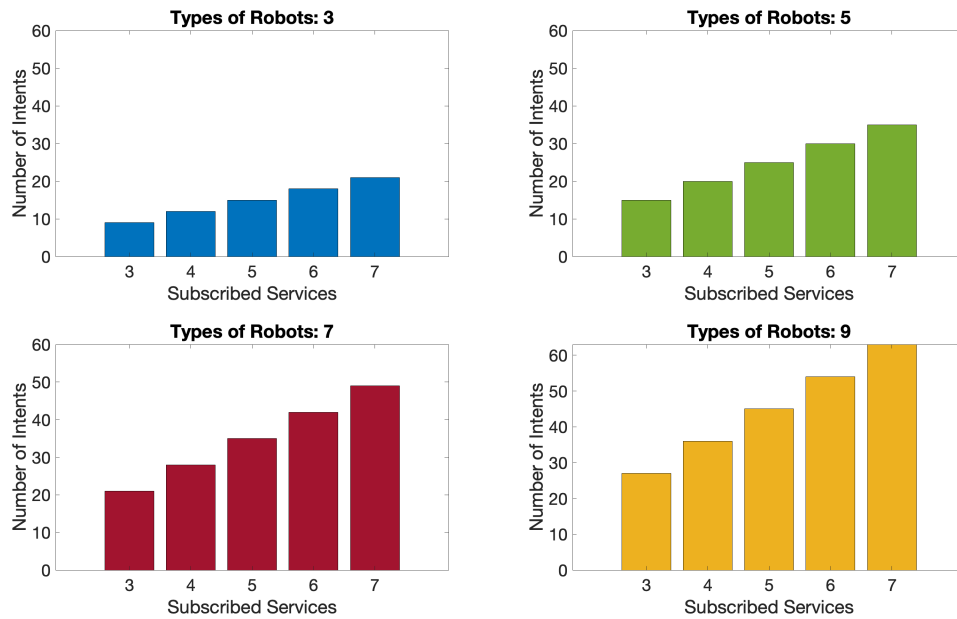 Types of Robots: 3
Number of Intents
60
50
40
30
20
10
0
3 4 5 6 7
Subscribed Services
Types of Robots: 5
Number of Intents
60
50
40
30
20
10
0
3 4 5 6 7
Subscribed Services
Types of Robots: 7
Number of Intents
60
50
40
30
20
10
0
3 4 5 6 7
Subscribed Services
Types of Robots: 9
Number of Intents
60
50
40
30
20
10
0
3 4 5 6 7
Subscribed Services